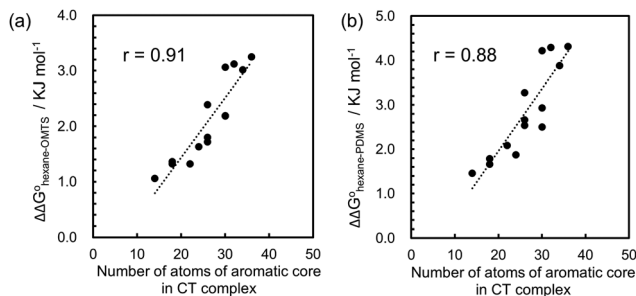 (a)
r = 0.91
ΔΔG°hexane-OMTS / KJ mol-1
4.0
3.0
2.0
1.0
0.0
0 10 20 30 40 50
Number of atoms of aromatic core
in CT complex
(b)
r = 0.88
ΔΔG°hexane-PDMS / KJ mol-1
5.0
4.0
3.0
2.0
1.0
0.0
0 10 20 30 40 50
Number of atoms of aromatic core
in CT complex